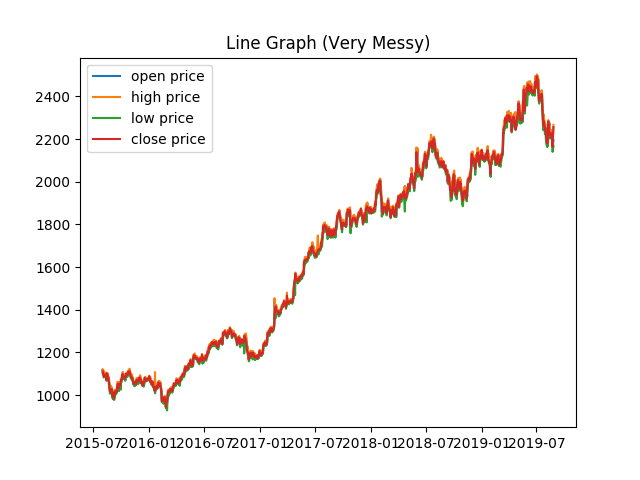 Line Graph (Very Messy)
open price
high price
low price
close price
2400
2200
2000
1800
1600
1400
1200
1000
2015-07 2016-01 2016-07 2017-01 2017-07 2018-01 2018-07 2019-01 2019-07